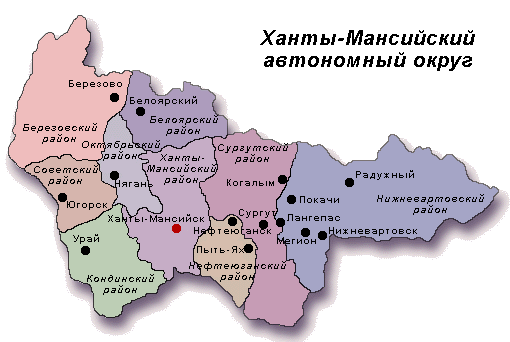 Ханты-Мансийский
автономный округ
Березово
Белоярский
Березовский
район
Октябрьский
район
Белоярский
район
Советский
район
Ханты-
Мансийский
район
Сургутский
район
Нягань
Когалым
Радужный
Югорск
Покачи
Нижневартовский
район
Ханты-Мансийск
Сургут
Лангепас
Нефтеюганск
Урай
Мегион
Нижневартовск
Пыть-Ях
Нефтеюганский
район
Кондинский
район